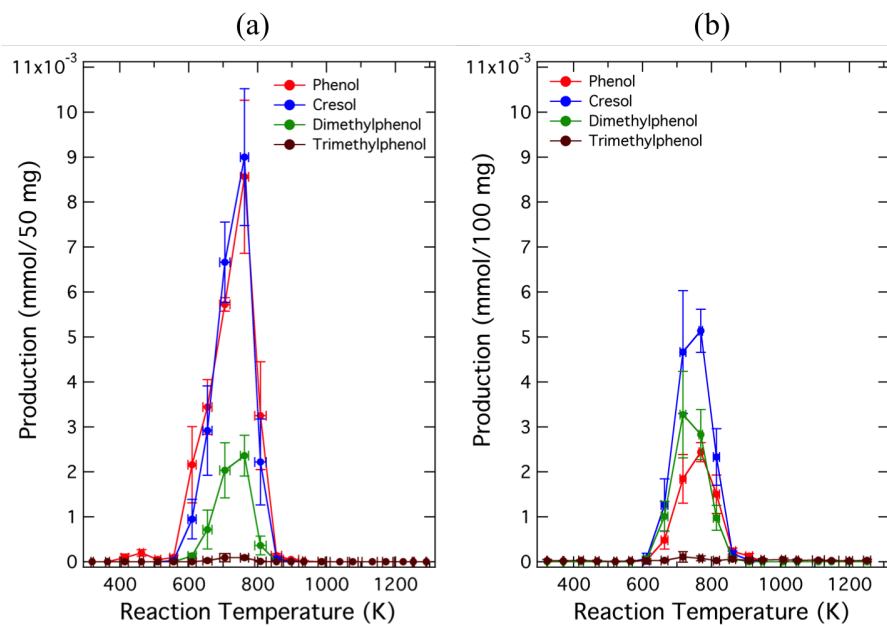 (a)
(b)
11x10⁻³
10
9
8
7
6
5
4
3
2
1
0
Production (mmol/50 mg)
Phenol
Cresol
Dimethylphenol
Trimethylphenol
400 600 800 1000 1200
Reaction Temperature (K)
11x10⁻³
10
9
8
7
6
5
4
3
2
1
0
Production (mmol/100 mg)
Phenol
Cresol
Dimethylphenol
Trimethylphenol
400 600 800 1000 1200
Reaction Temperature (K)